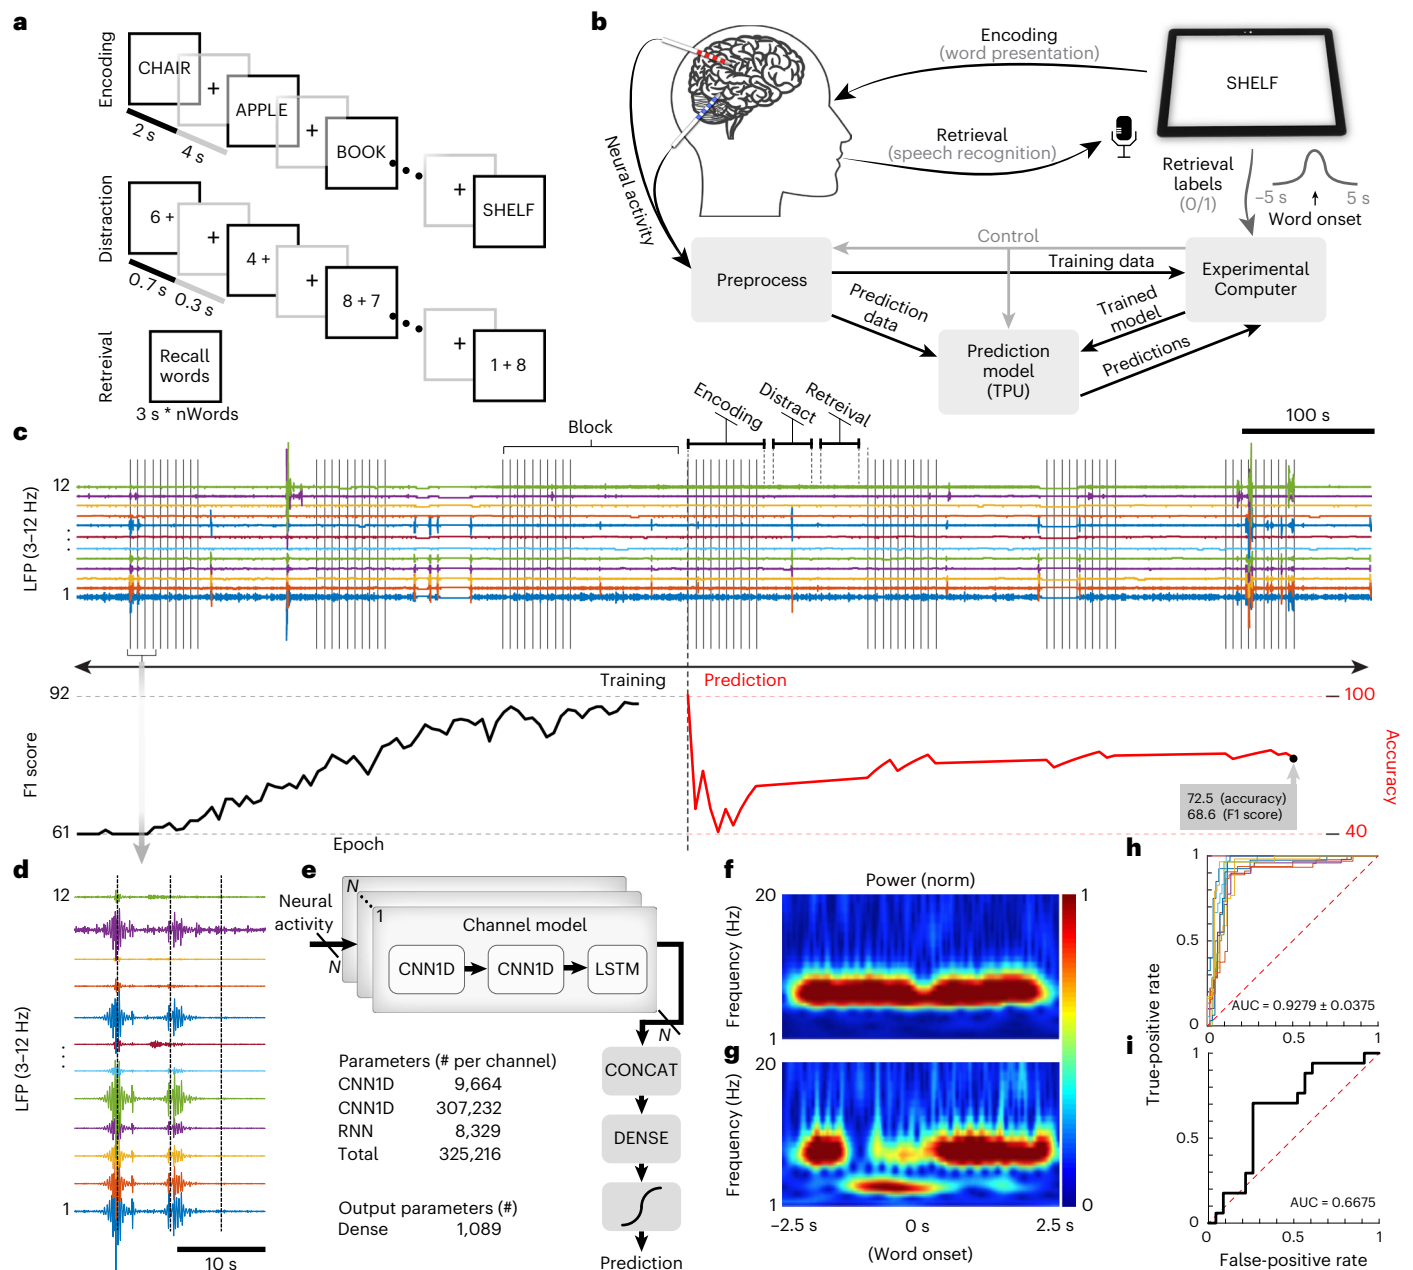 a
Encoding
CHAIR
+
APPLE
+
BOOK
+
SHELF
2 s
4 s
Distraction
6 +
+
4 +
+
8 + 7
+
1 + 8
0.7 s
0.3 s
Retreival
Recall
words
3 s * nWords
b
Encoding
(word presentation)
SHELF
Retrieval
(speech recognition)
Neural activity
Retrieval
labels
(0/1)
–5 s
5 s
Word onset
Control
Preprocess
Training data
Experimental
Computer
Prediction
data
Trained
model
Prediction
model
(TPU)
Predictions
c
Block
Encoding
Distract
Retreival
100 s
LFP (3–12 Hz)
12
1
Training
Prediction
92
100
F1 score
Accuracy
72.5 (accuracy)
68.6 (F1 score)
61
40
Epoch
d
12
LFP (3–12 Hz)
1
10 s
e
Neural
activity
N
N
1
Channel model
CNN1D
CNN1D
LSTM
N
CONCAT
DENSE
Prediction
Parameters (# per channel)
CNN1D 9,664
CNN1D 307,232
RNN 8,329
Total 325,216
Output parameters (#)
Dense 1,089
f
Power (norm)
20
Frequency (Hz)
1
1
0
g
20
Frequency (Hz)
1
–2.5 s
0 s
2.5 s
(Word onset)
h
1
0.5
0
AUC = 0.9279 ± 0.0375
0
0.5
1
True-positive rate
i
1
0.5
0
AUC = 0.6675
0
0.5
1
False-positive rate